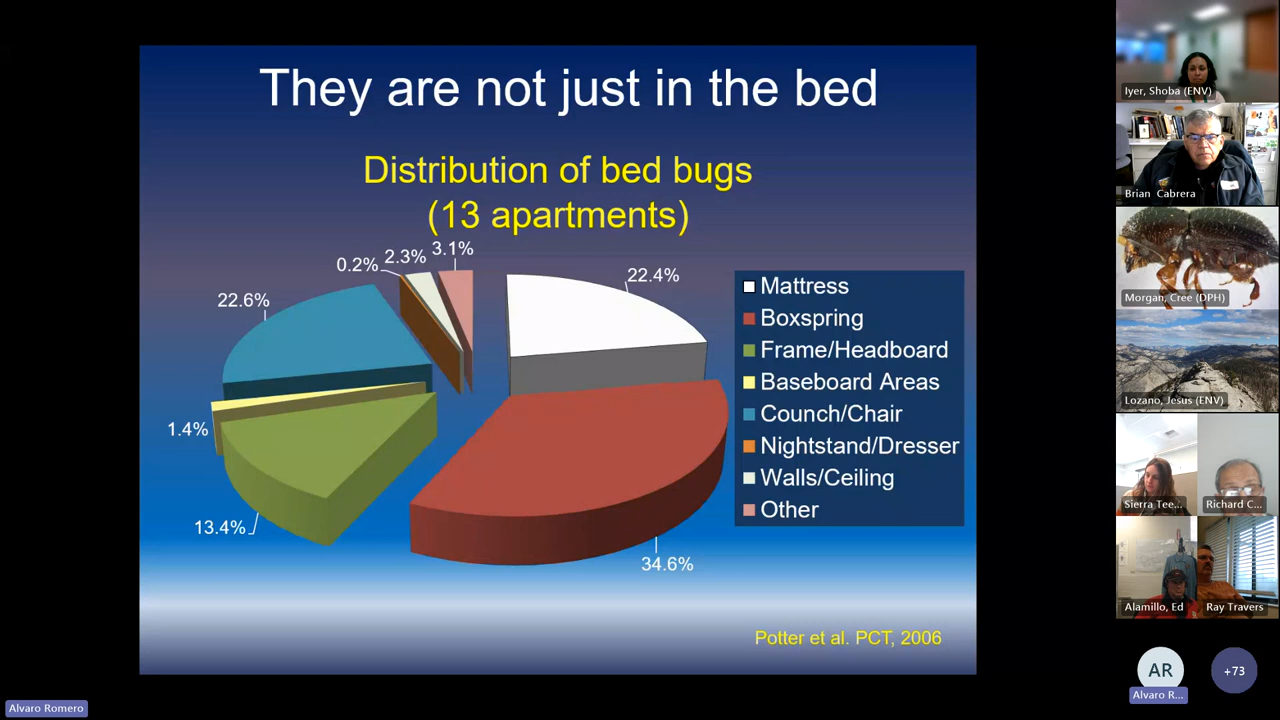 They are not just in the bed
Distribution of bed bugs
(13 apartments)
0.2%
2.3%
3.1%
22.4%
22.6%
1.4%
13.4%
34.6%
Mattress
Boxspring
Frame/Headboard
Baseboard Areas
Counch/Chair
Nightstand/Dresser
Walls/Ceiling
Other
Potter et al. PCT, 2006
Alvaro Romero
Iyer, Shoba (ENV)
Brian Cabrera
Morgan, Cree (DPH)
Lozano, Jesus (ENV)
Sierra Tee...
Richard C...
Alamillo, Ed
Ray Travers
AR
+73
Alvaro R...